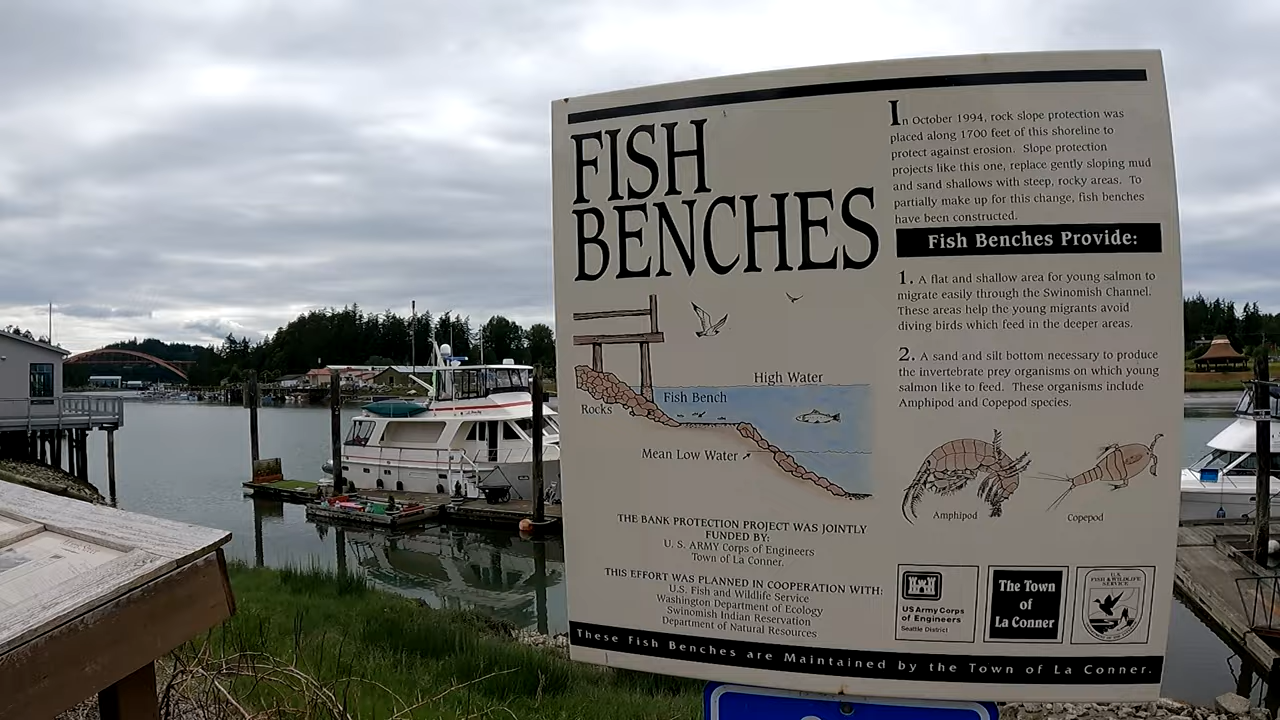 FISH
BENCHES
In October 1994, rock slope protection was
placed along 1700 feet of this shoreline to
protect against erosion. Slope protection
projects like this one, replace gently sloping mud
and sand shallows with steep, rocky areas. To
partially make up for this change, fish benches
have been constructed.
Fish Benches Provide:
1. A flat and shallow area for young salmon to
migrate easily through the Swinomish Channel.
These areas help the young migrants avoid
diving birds which feed in the deeper areas.
2. A sand and silt bottom necessary to produce
the invertebrate prey organisms on which young
salmon like to feed. These organisms include
Amphipod and Copepod species.
High Water
Fish Bench
Rocks
Mean Low Water
Amphipod
Copepod
THE BANK PROTECTION PROJECT WAS JOINTLY
FUNDED BY:
U. S. ARMY Corps of Engineers
Town of La Conner.
THIS EFFORT WAS PLANNED IN COOPERATION WITH:
U.S. Fish and Wildlife Service
Washington Department of Ecology
Swinomish Indian Reservation
Department of Natural Resources
US Army Corps
of Engineers
Seattle District
The Town
of
La Conner
U.S.
FISH & WILDLIFE
SERVICE
These Fish Benches are Maintained by the Town of La Conner.